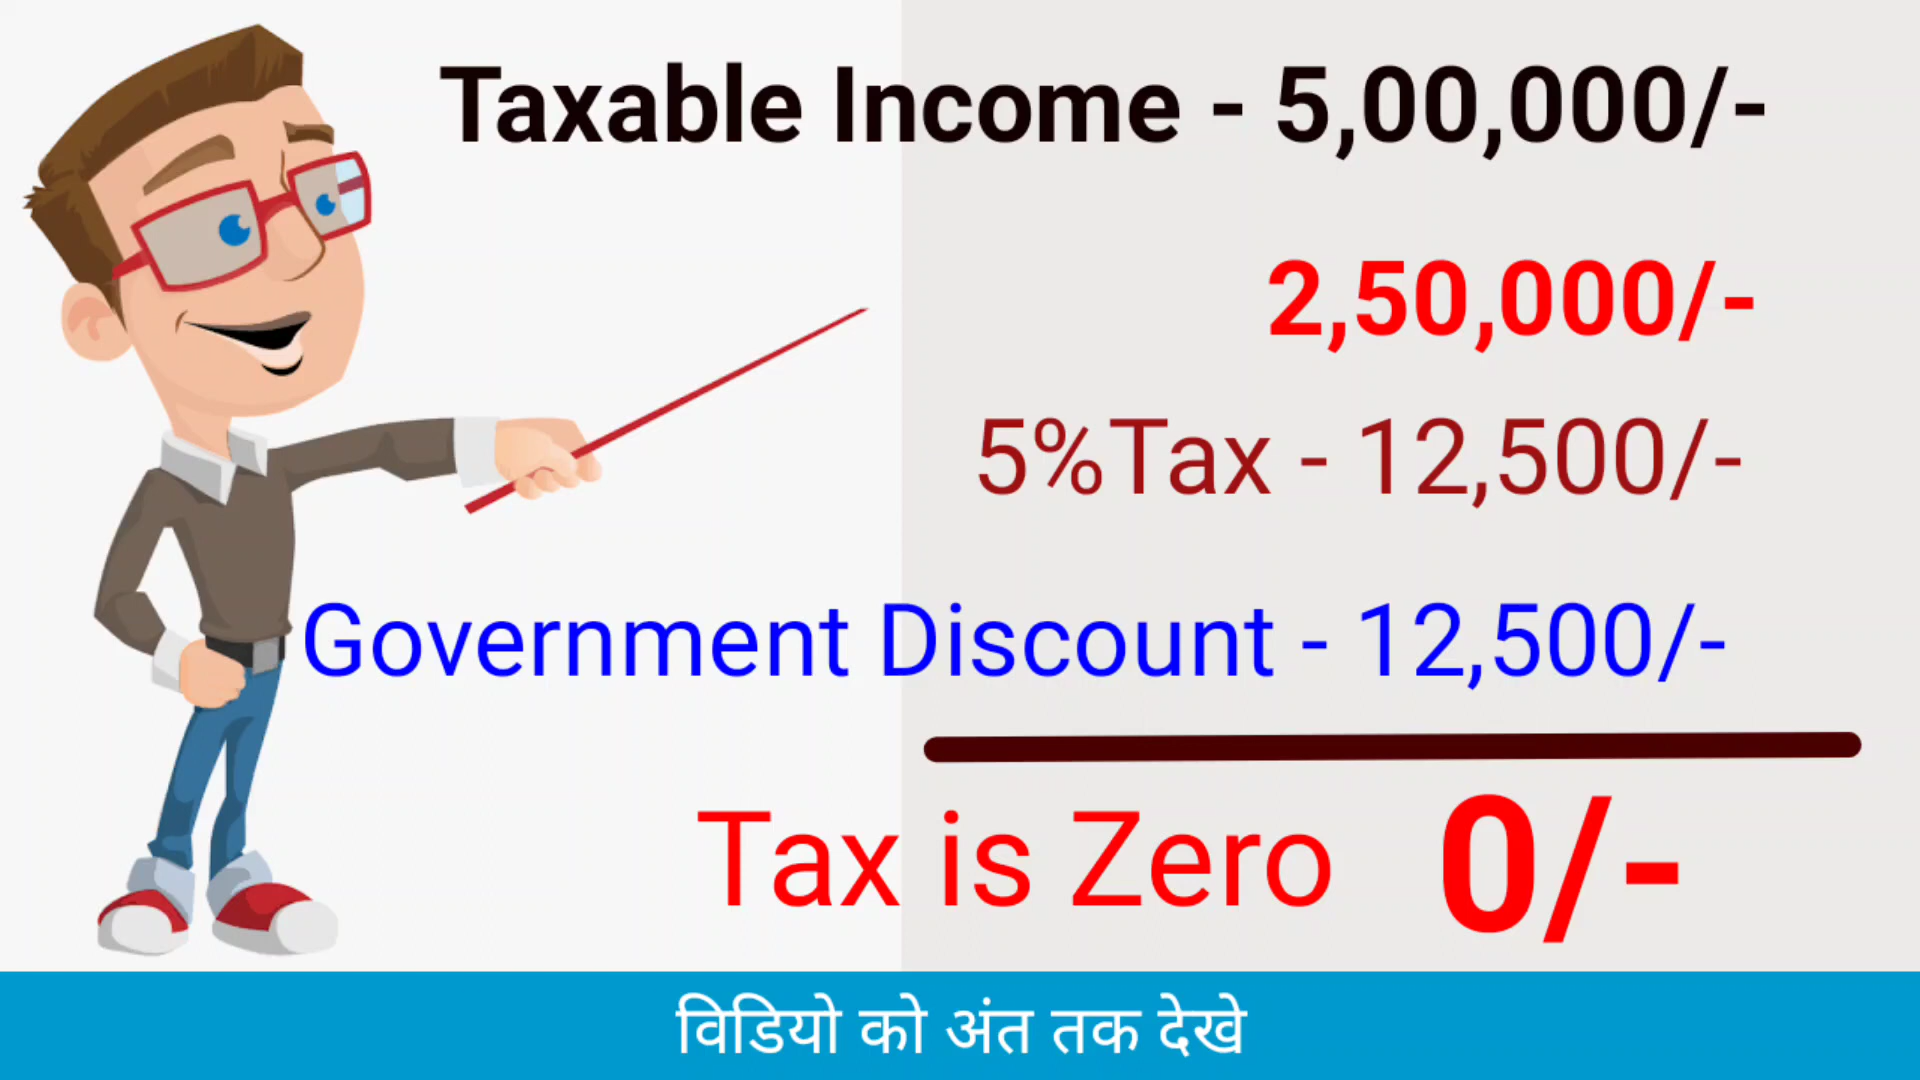 Taxable Income - 5,00,000/-
2,50,000/-
5%Tax - 12,500/-
Government Discount - 12,500/-
Tax is Zero 0/-
विडियो को अंत तक देखे